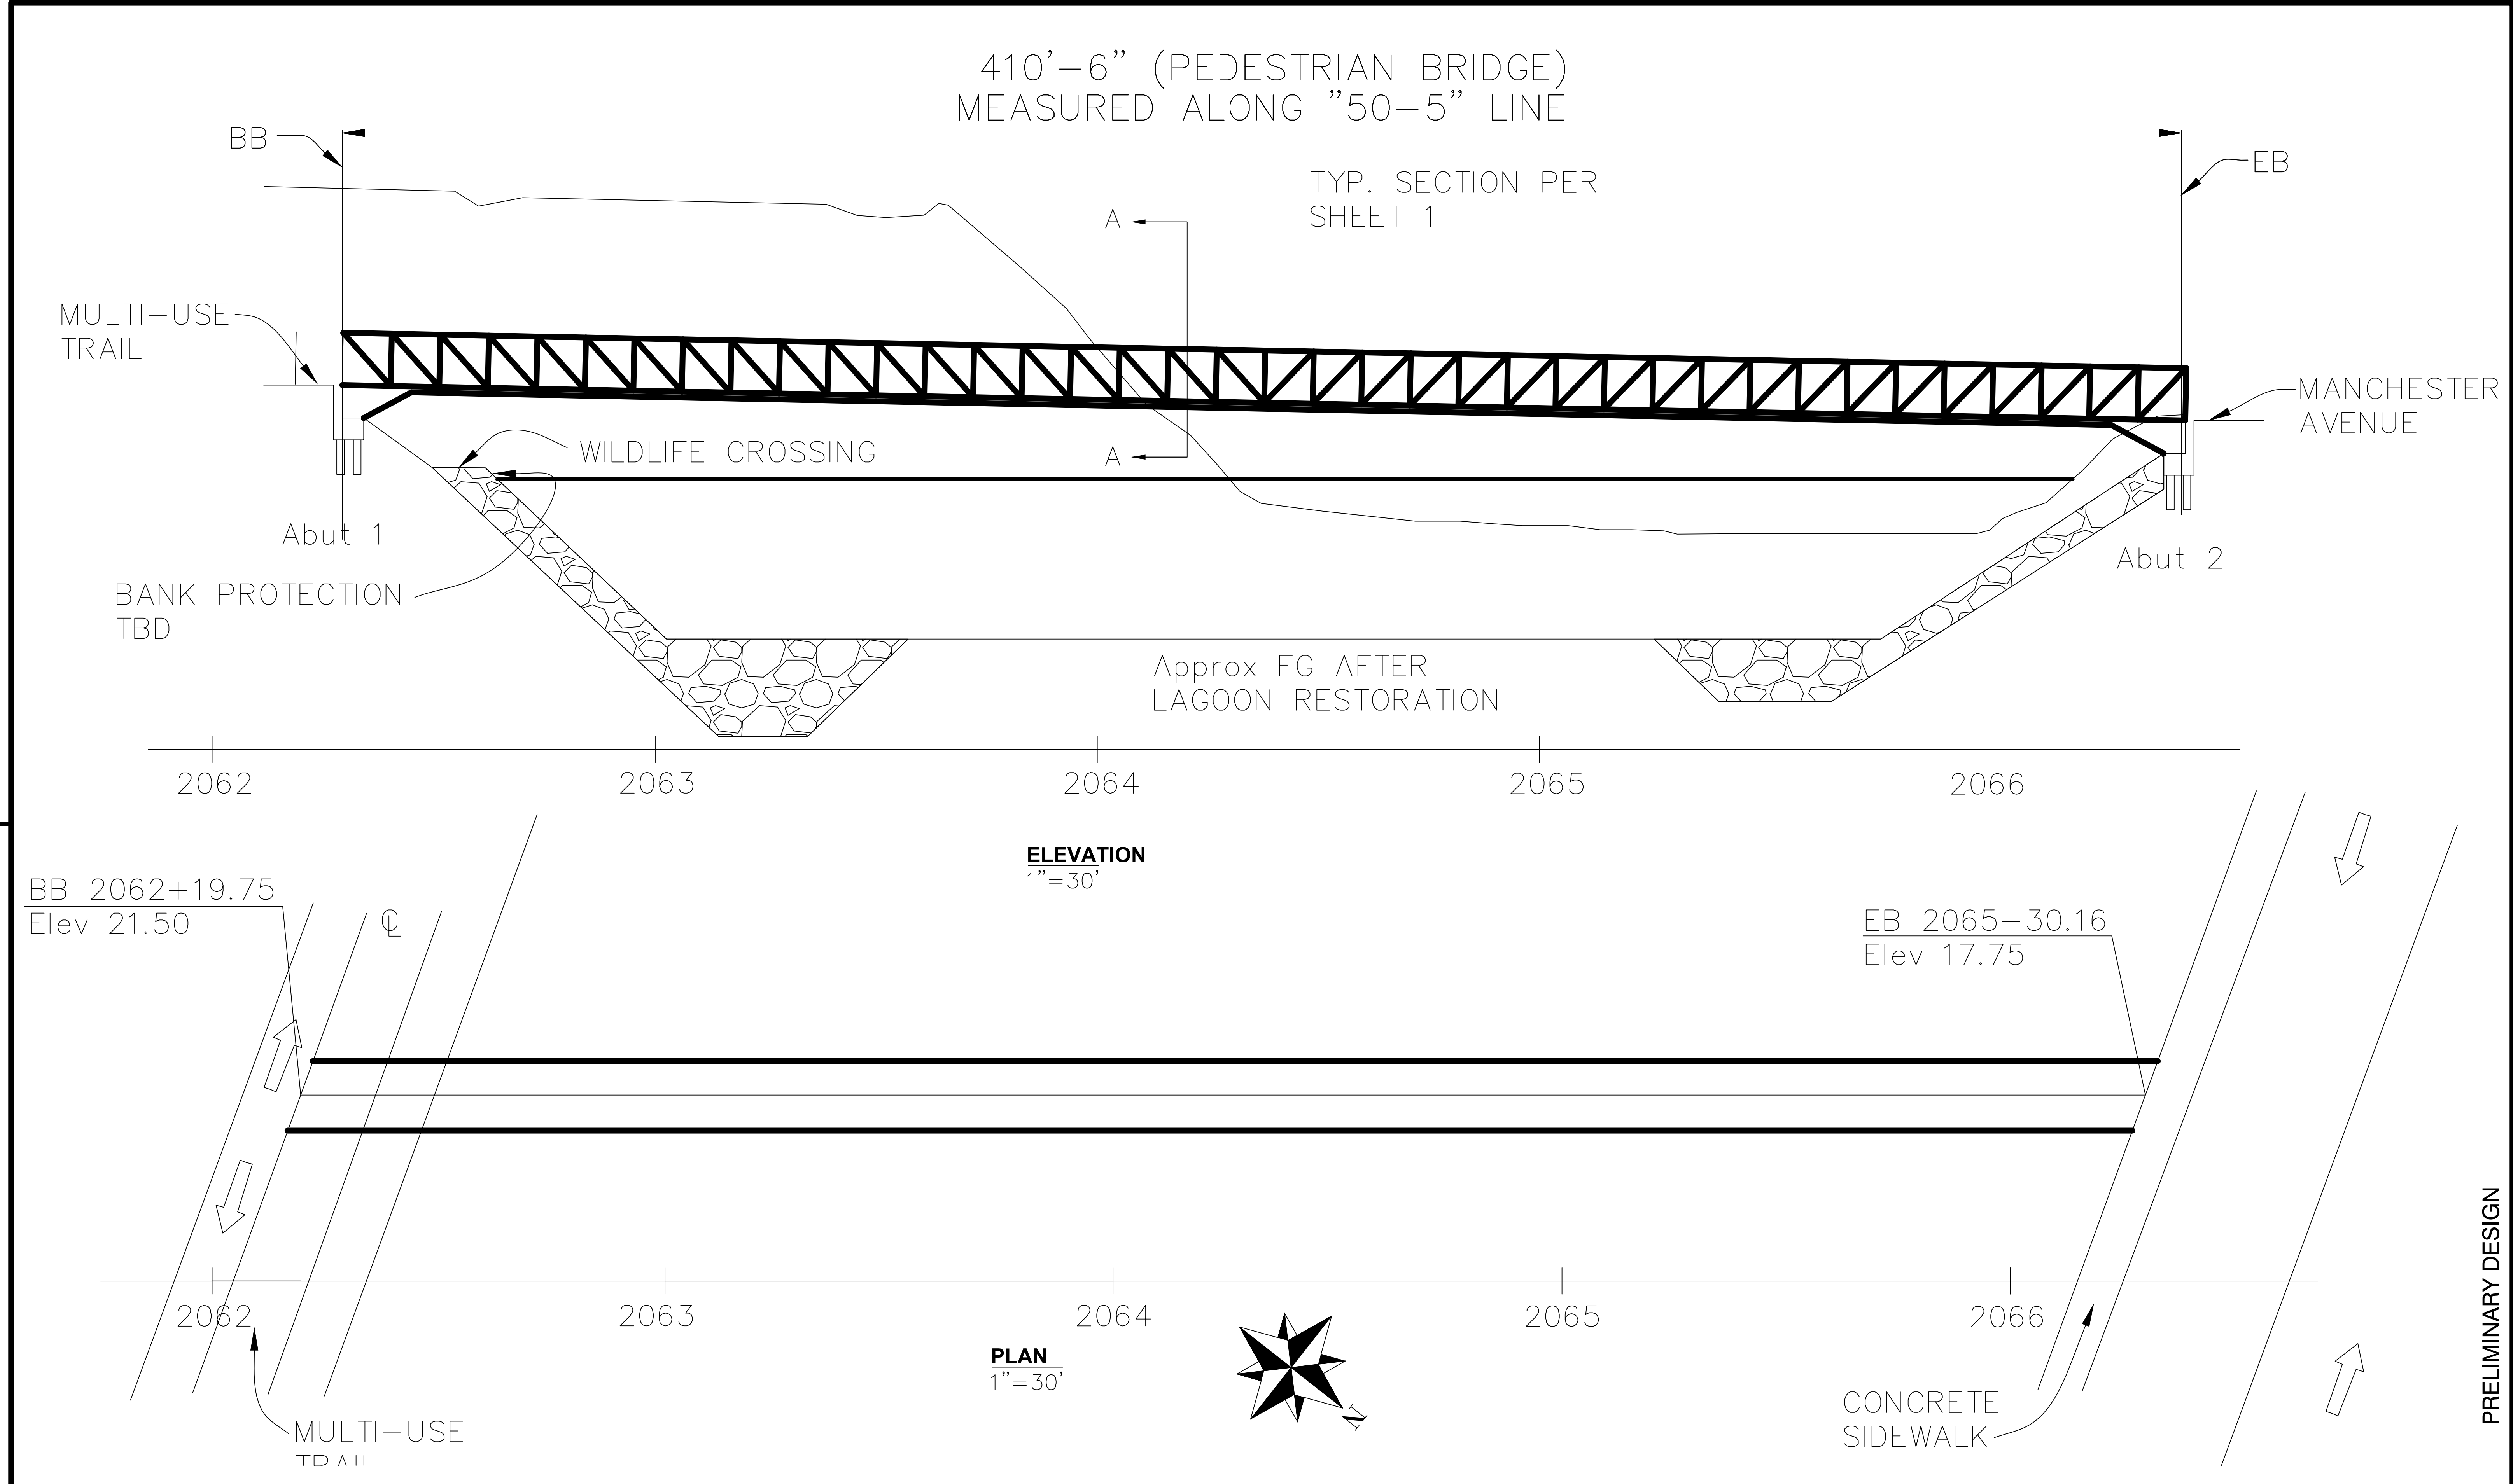 410'-6" (PEDESTRIAN BRIDGE)
MEASURED ALONG "50-5" LINE
BB
EB
TYP. SECTION PER
SHEET 1
A
MULTI-USE
TRAIL
MANCHESTER
AVENUE
WILDLIFE CROSSING
A
Abut 1
Abut 2
BANK PROTECTION
TBD
Approx FG AFTER
LAGOON RESTORATION
2062 2063 2064 2065 2066
ELEVATION
1"=30'
BB 2062+19.75
Elev 21.50
℄
EB 2065+30.16
Elev 17.75
2062 2063 2064 2065 2066
PLAN
1"=30'
N
MULTI-USE
TRAIL
CONCRETE
SIDEWALK
PRELIMINARY DESIGN